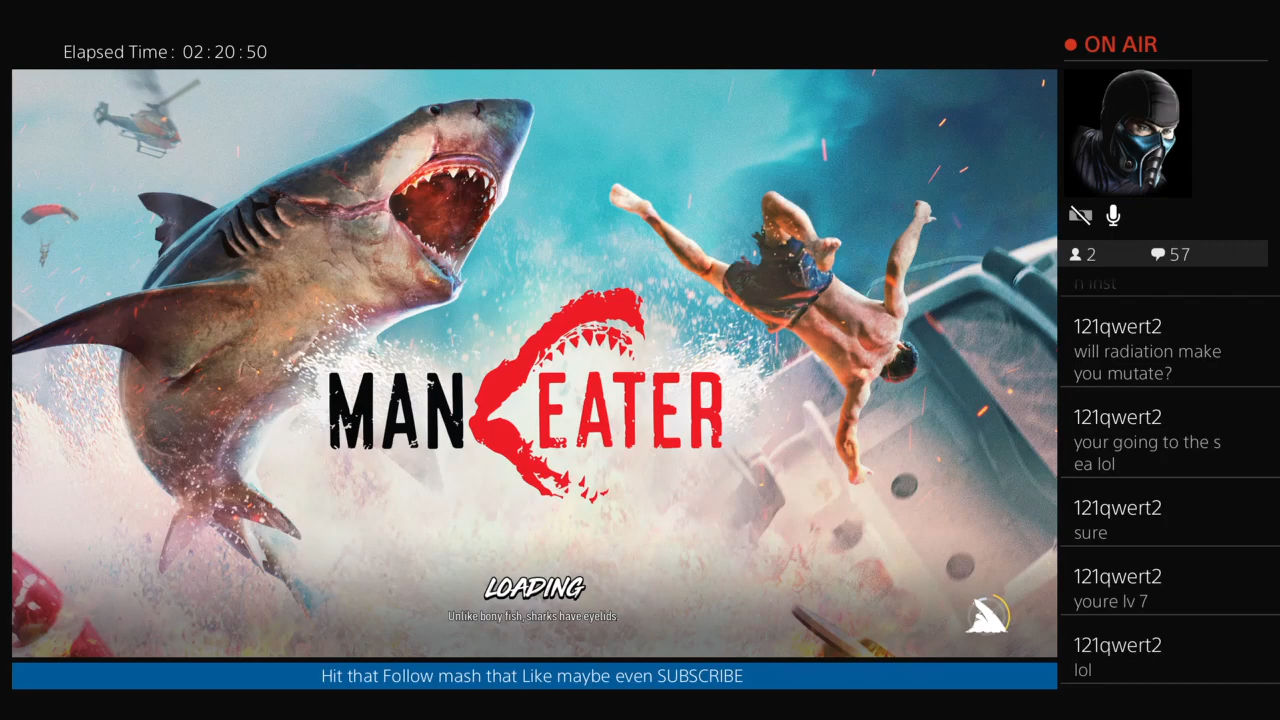 Elapsed Time: 02:20:50
ON AIR
2 57
121qwert2
will radiation make
you mutate?
121qwert2
your going to the s
ea lol
121qwert2
sure
121qwert2
youre lv 7
121qwert2
lol
MAN EATER
LOADING
Unlike bony fish, sharks have eyelids
Hit that Follow mash that Like maybe even SUBSCRIBE